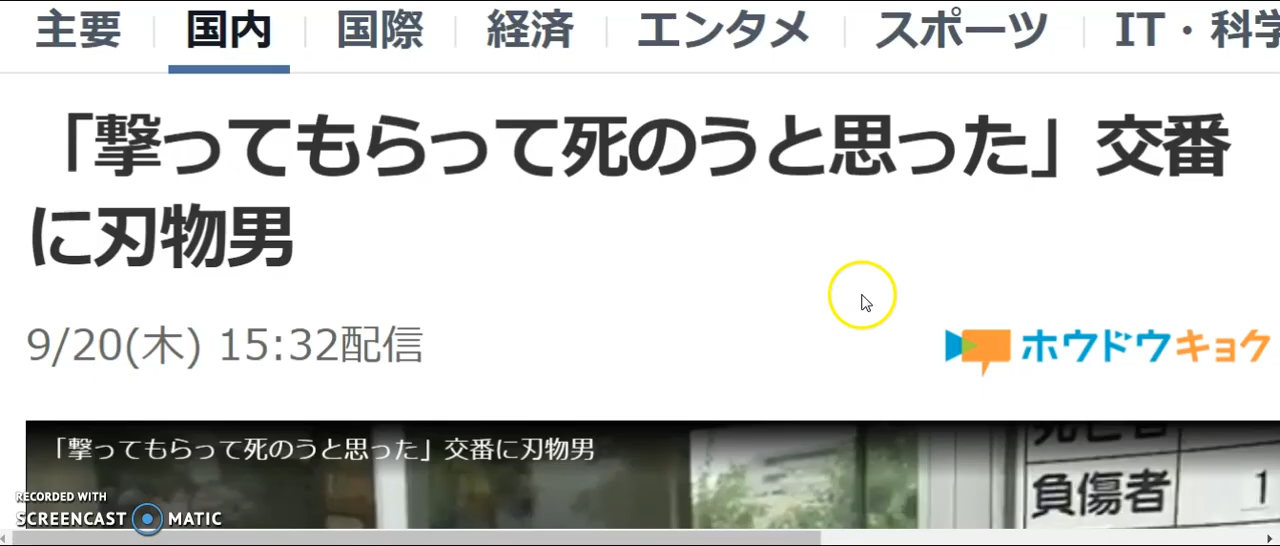 主要 国内 国際 経済 エンタメ スポーツ IT・科学
「撃ってもらって死のうと思った」交番
に刃物男
9/20(木) 15:32配信
ホウドウキョク
「撃ってもらって死のうと思った」交番に刃物男
死亡者
負傷者 1
RECORDED WITH
SCREENCAST MATIC